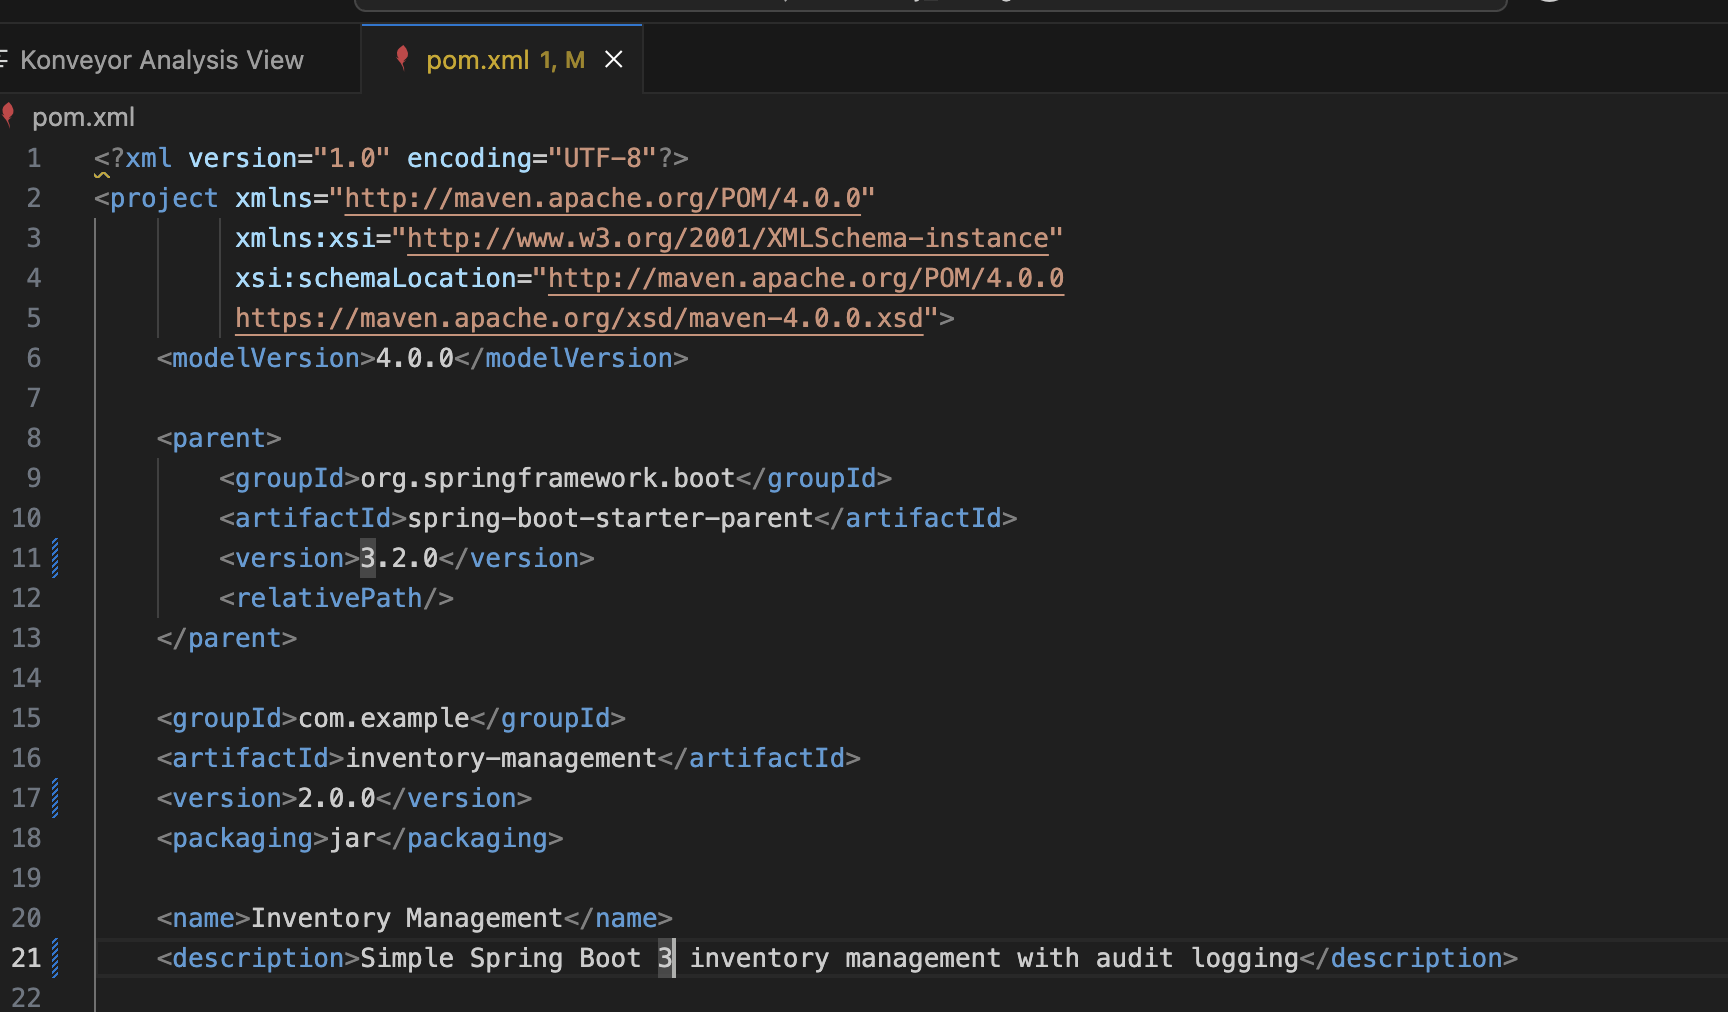 Konveyor Analysis View
pom.xml 1, M
pom.xml
1 <?xml version="1.0" encoding="UTF-8"?>
2 <project xmlns="http://maven.apache.org/POM/4.0.0"
3 xmlns:xsi="http://www.w3.org/2001/XMLSchema-instance"
4 xsi:schemaLocation="http://maven.apache.org/POM/4.0.0
5 https://maven.apache.org/xsd/maven-4.0.0.xsd">
6 <modelVersion>4.0.0</modelVersion>
7
8 <parent>
9 <groupId>org.springframework.boot</groupId>
10 <artifactId>spring-boot-starter-parent</artifactId>
11 <version>3.2.0</version>
12 <relativePath/>
13 </parent>
14
15 <groupId>com.example</groupId>
16 <artifactId>inventory-management</artifactId>
17 <version>2.0.0</version>
18 <packaging>jar</packaging>
19
20 <name>Inventory Management</name>
21 <description>Simple Spring Boot 3 inventory management with audit logging</description>
22